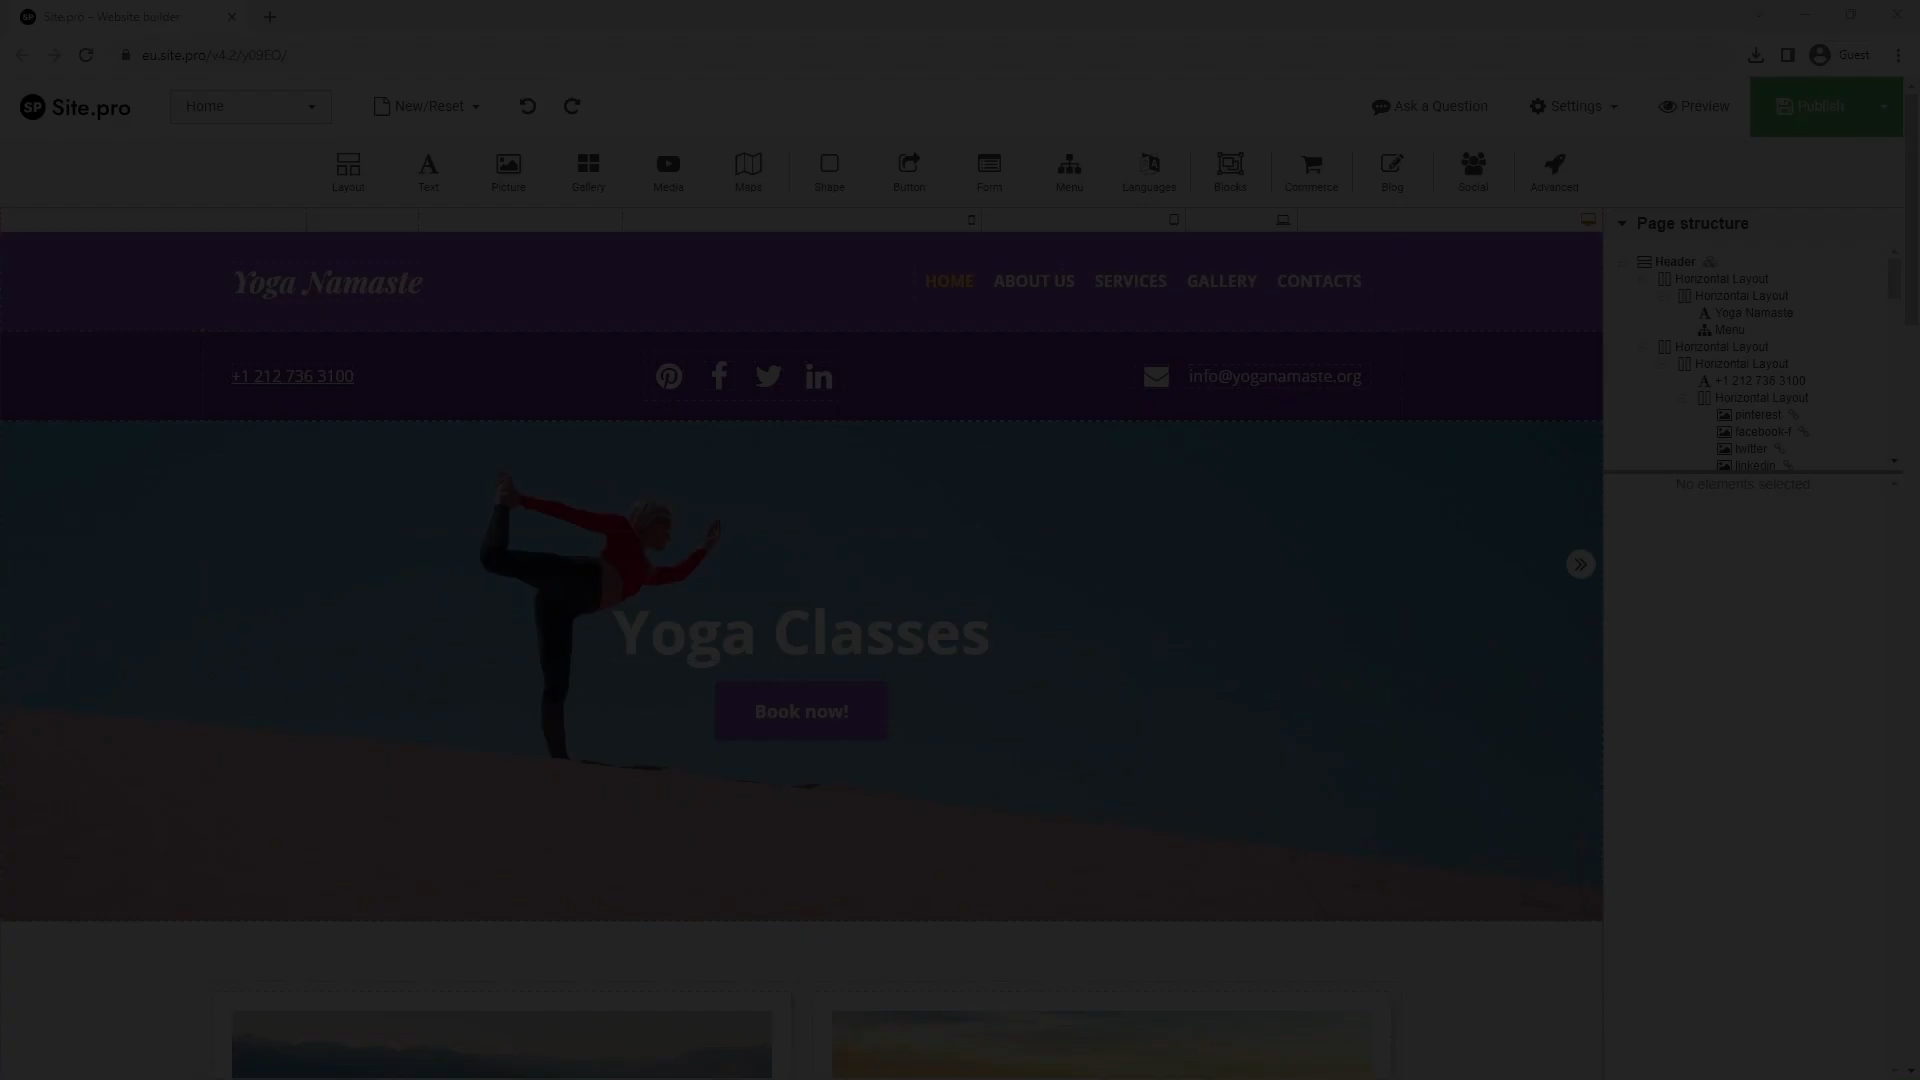 Site.pro – Website builder
eu.site.pro/v4.2/y09EO/
Guest
SP Site.pro
Home
New/Reset
Ask a Question
Settings
Preview
Publish
Layout
Text
Picture
Gallery
Media
Maps
Shape
Button
Form
Menu
Languages
Blocks
Commerce
Blog
Social
Advanced
Page structure
Header
Horizontal Layout
Horizontal Layout
Yoga Namaste
Menu
Horizontal Layout
Horizontal Layout
+1 212 736 3100
Horizontal Layout
pinterest
facebook-f
twitter
linkedin
No elements selected
Yoga Namaste
HOME ABOUT US SERVICES GALLERY CONTACTS
+1 212 736 3100
info@yoganamaste.org
Yoga Classes
Book now!